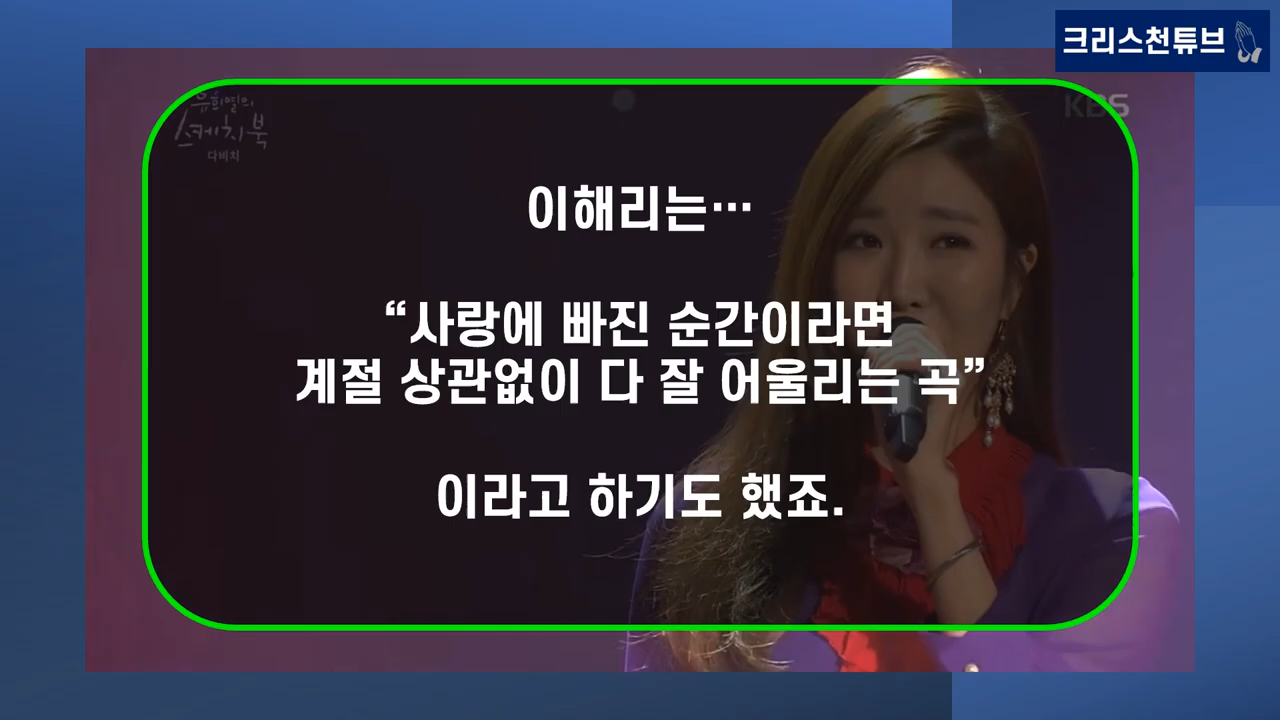 크리스천튜브
유희열의
스케치북
다비치
KBS
이해리는…
“사랑에 빠진 순간이라면
계절 상관없이 다 잘 어울리는 곡”
이라고 하기도 했죠.